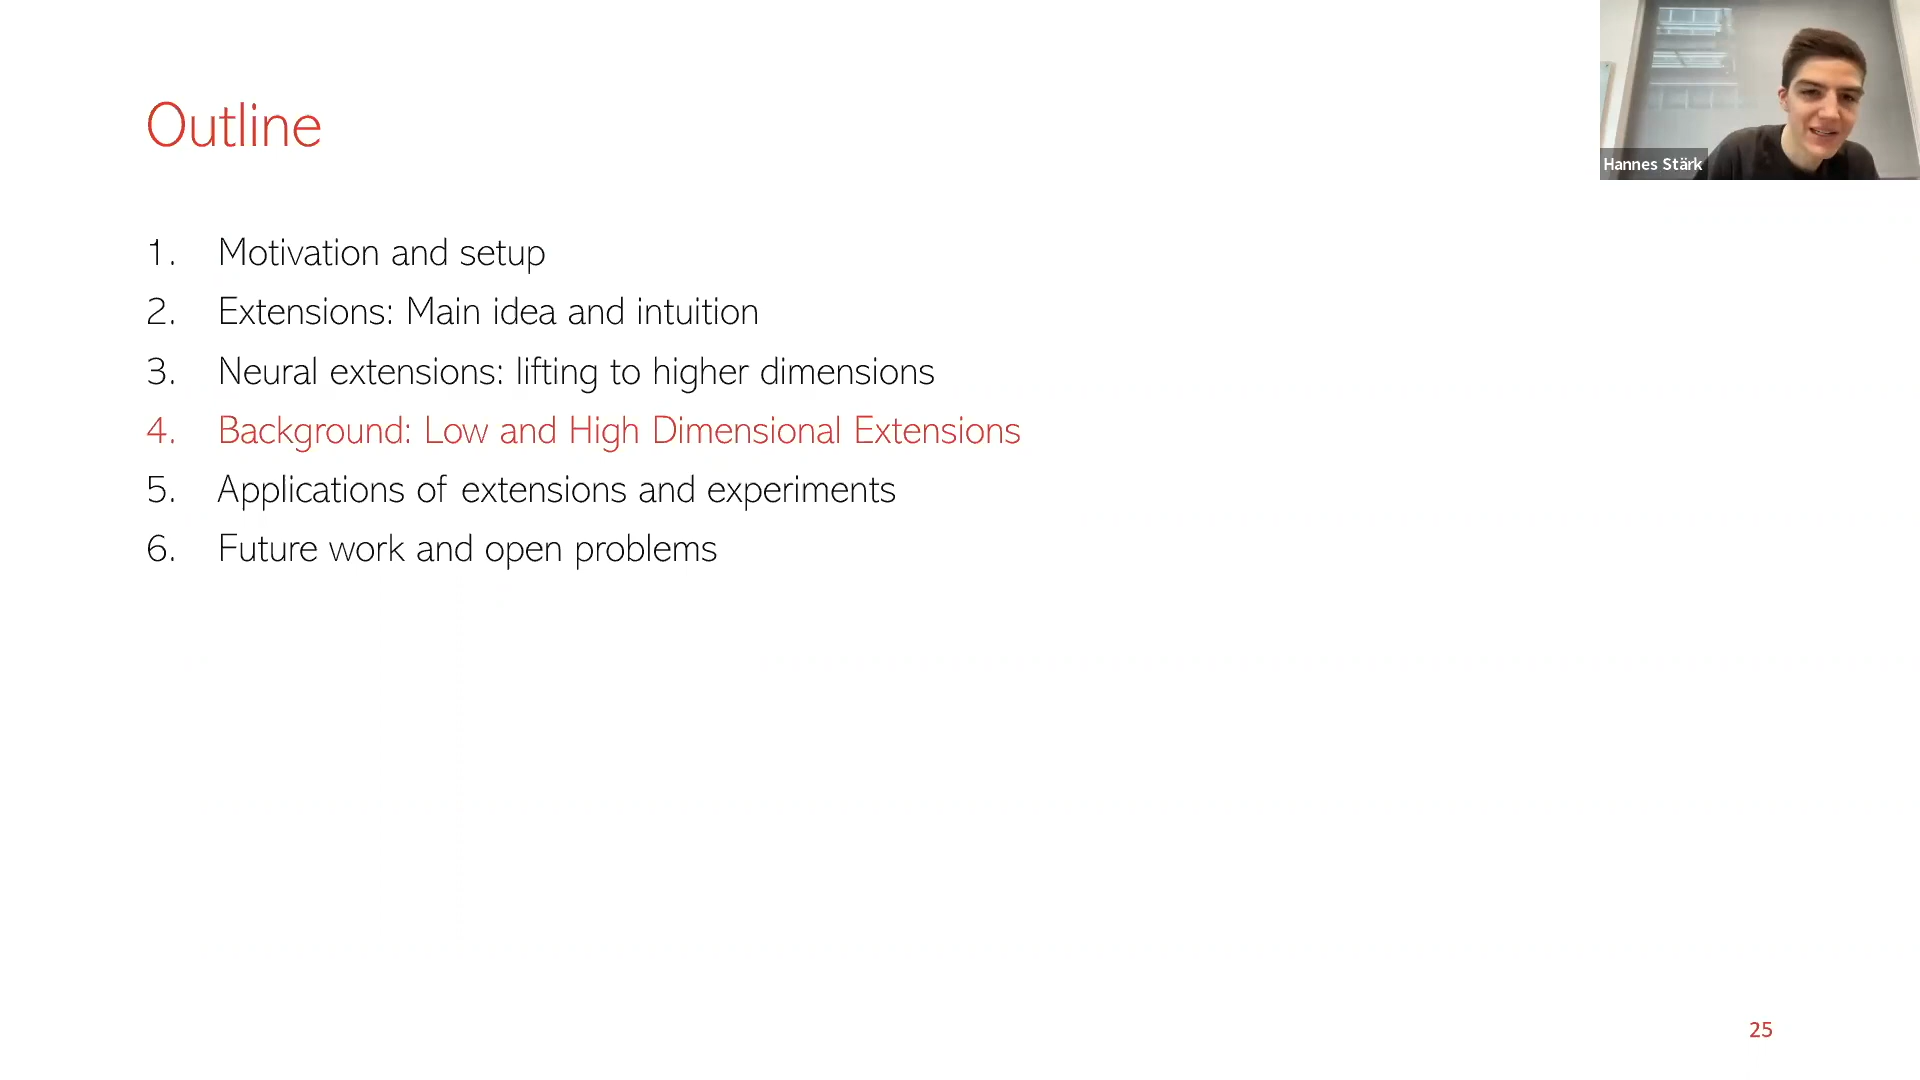 Outline
Hannes Stärk
1. Motivation and setup
2. Extensions: Main idea and intuition
3. Neural extensions: lifting to higher dimensions
4. Background: Low and High Dimensional Extensions
5. Applications of extensions and experiments
6. Future work and open problems
25